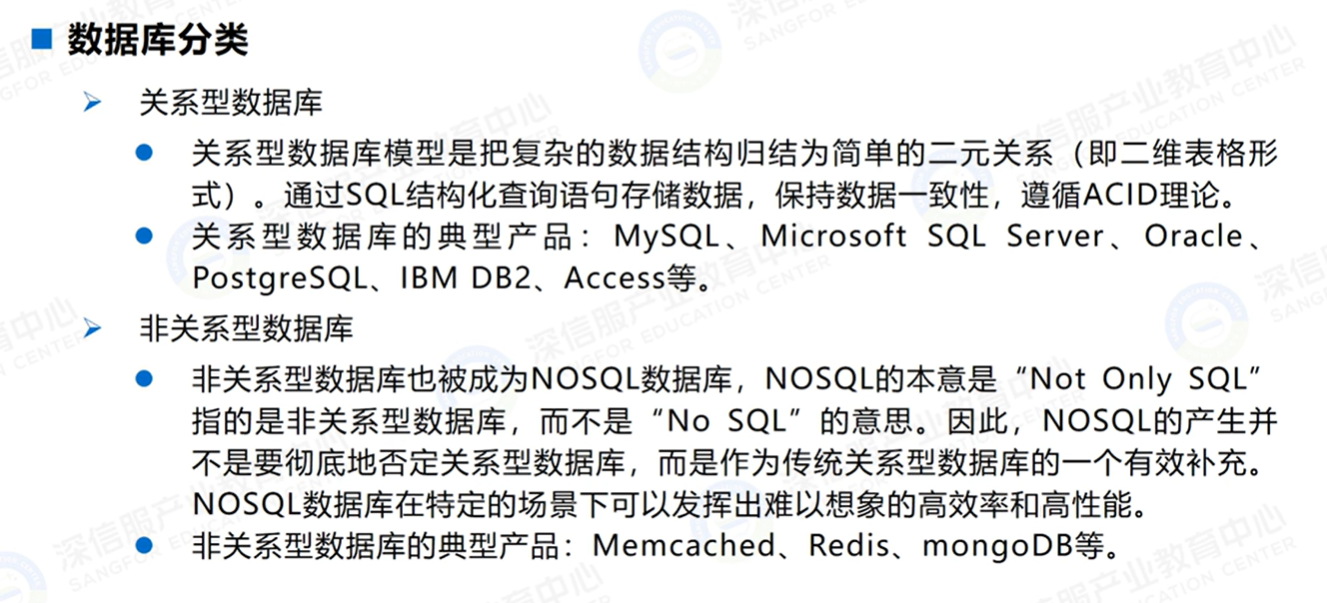 数据库分类
关系型数据库
关系型数据库模型是把复杂的数据结构归结为简单的二元关系（即二维表格形
式）。通过SQL结构化查询语句存储数据，保持数据一致性，遵循ACID理论。
关系型数据库的典型产品：MySQL、Microsoft SQL Server、Oracle、
PostgreSQL、IBM DB2、Access等。
非关系型数据库
非关系型数据库也被成为NOSQL数据库，NOSQL的本意是“Not Only SQL”
指的是非关系型数据库，而不是“No SQL”的意思。因此，NOSQL的产生并
不是要彻底地否定关系型数据库，而是作为传统关系型数据库的一个有效补充。
NOSQL数据库在特定的场景下可以发挥出难以想象的高效率和高性能。
非关系型数据库的典型产品：Memcached、Redis、mongoDB等。
深信服产业教育中心
SANGFOR EDUCATION CENTER